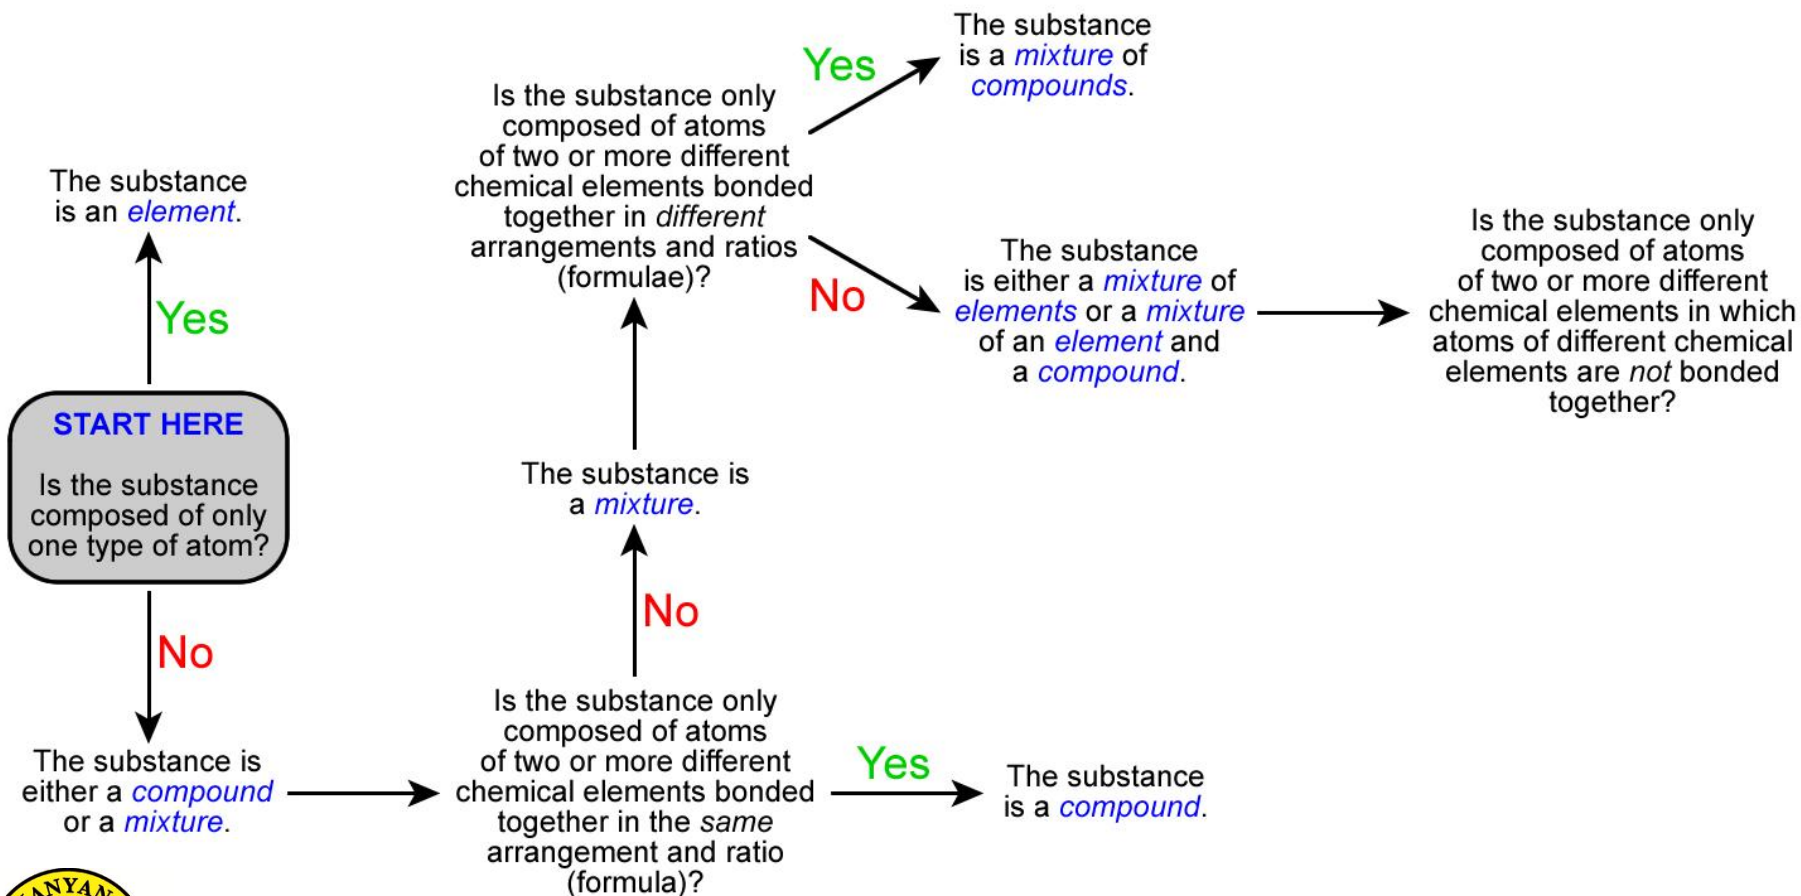 The substance
is an element.
Yes
START HERE
Is the substance
composed of only
one type of atom?
No
The substance is
either a compound
or a mixture.
Is the substance only
composed of atoms
of two or more different
chemical elements bonded
together in the same
arrangement and ratio
(formula)?
Yes
The substance
is a compound.
No
The substance is
a mixture.
Is the substance only
composed of atoms
of two or more different
chemical elements bonded
together in different
arrangements and ratios
(formulae)?
Yes
The substance
is a mixture of
compounds.
No
The substance
is either a mixture of
elements or a mixture
of an element and
a compound.
Is the substance only
composed of atoms
of two or more different
chemical elements in which
atoms of different chemical
elements are not bonded
together?